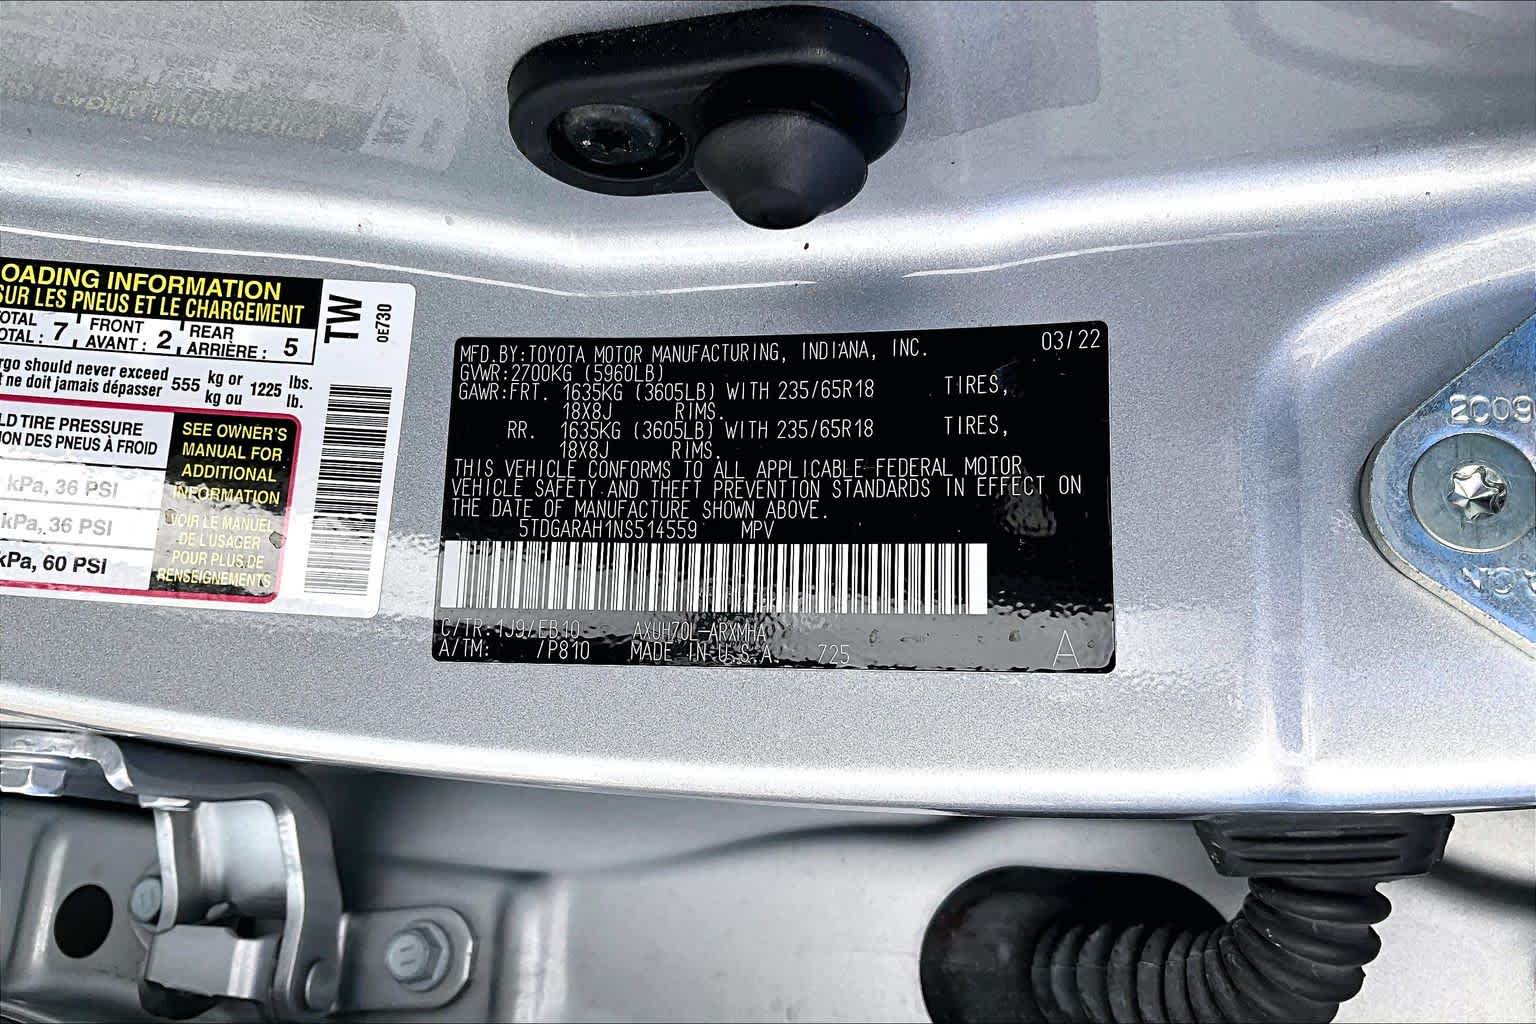 OADING INFORMATION
SUR LES PNEUS ET LE CHARGEMENT
TOTAL 7 FRONT 2 REAR 5
OTAL : AVANT : ARRIÈRE :
rgo should never exceed 555 kg or 1225 lbs.
t ne doit jamais dépasser kg ou lb.
LD TIRE PRESSURE
ION DES PNEUS À FROID
kPa, 36 PSI
kPa, 36 PSI
kPa, 60 PSI
SEE OWNER'S
MANUAL FOR
ADDITIONAL
INFORMATION
VOIR LE MANUEL
DE L'USAGER
POUR PLUS DE
RENSEIGNEMENTS
TW
0E730
MFD.BY:TOYOTA MOTOR MANUFACTURING, INDIANA, INC. 03/22
GVWR:2700KG (5960LB)
GAWR:FRT. 1635KG (3605LB) WITH 235/65R18 TIRES,
18X8J RIMS.
RR. 1635KG (3605LB) WITH 235/65R18 TIRES,
18X8J RIMS.
THIS VEHICLE CONFORMS TO ALL APPLICABLE FEDERAL MOTOR
VEHICLE SAFETY AND THEFT PREVENTION STANDARDS IN EFFECT ON
THE DATE OF MANUFACTURE SHOWN ABOVE.
5TDGARAH1NS514559 MPV
C/TR: 1J9/EB10 AXUH70L-ARXMHA
A/TM: /P810 MADE IN U.S.A. 725 A
2C09